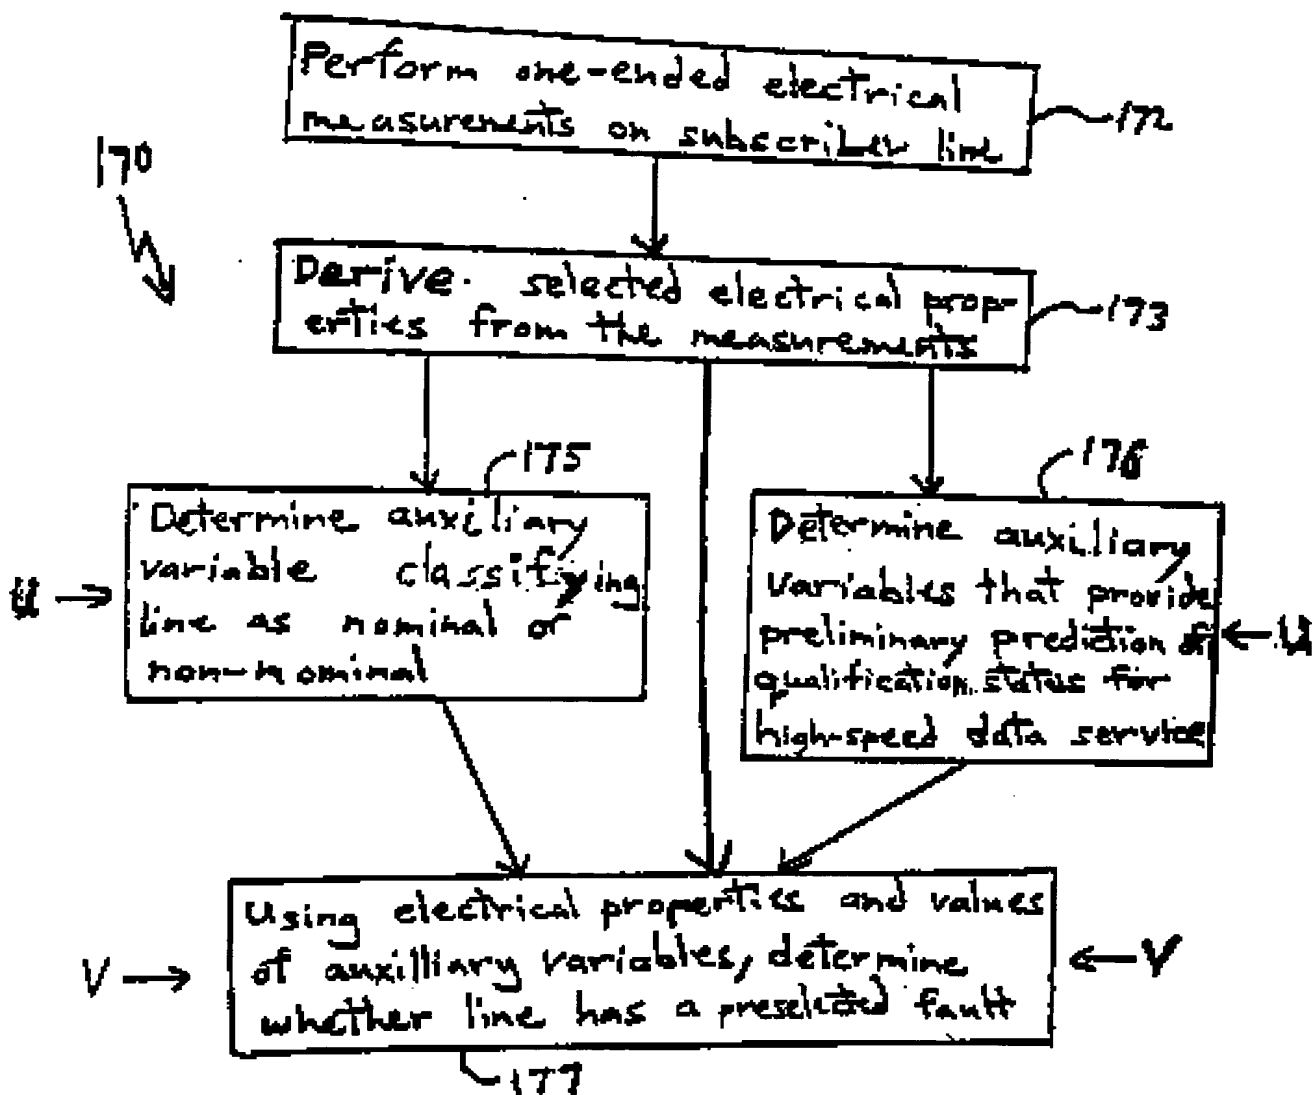 Perform one-ended electrical
measurements on subscriber line
172
170
Derive selected electrical prop-
erties from the measurements
173
175
Determine auxiliary
variable classifying
line as nominal or
non-nominal
176
Determine auxiliary
variables that provide
preliminary prediction of
qualification status for
high-speed data service
Using electrical properties and values
of auxilliary variables, determine
whether line has a preselected fault
V
V
177